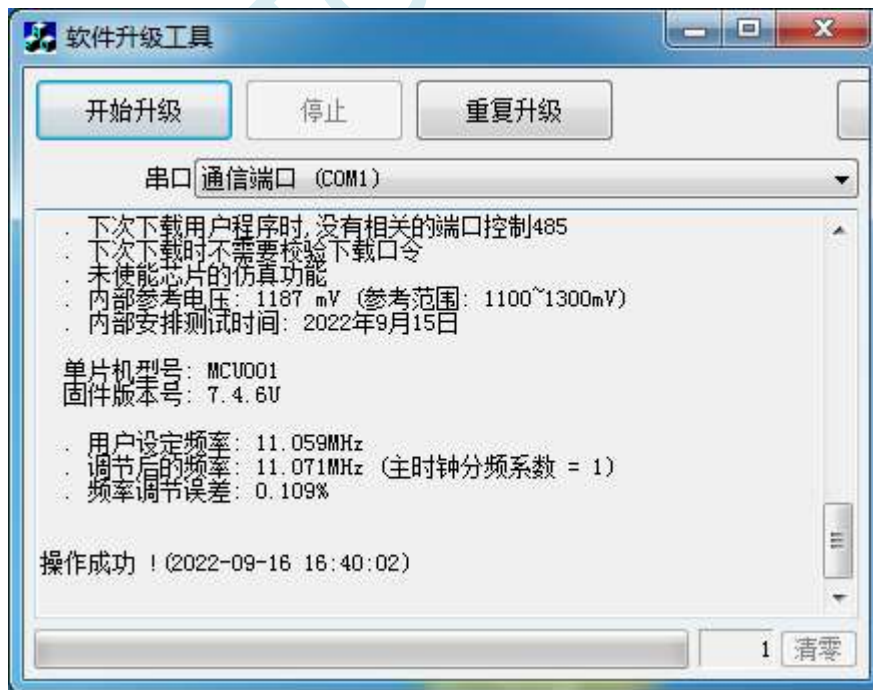 软件升级工具
开始升级 停止 重复升级
串口 通信端口 (COM1)
. 下次下载用户程序时,没有相关的端口控制485
. 下次下载时不需要校验下载口令
. 未使能芯片的仿真功能
. 内部参考电压: 1187 mV (参考范围: 1100~1300mV)
. 内部安排测试时间: 2022年9月15日
单片机型号: MCU001
固件版本号: 7.4.6U
. 用户设定频率: 11.059MHz
. 调节后的频率: 11.071MHz (主时钟分频系数 = 1)
. 频率调节误差: 0.109%
操作成功 !(2022-09-16 16:40:02)
1 清零